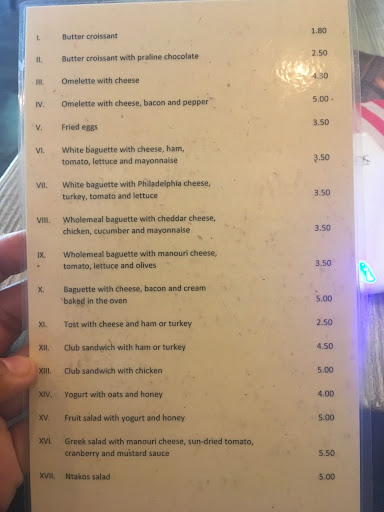 I. Butter croissant 1.80
II. Butter croissant with praline chocolate 2.50
III. Omelette with cheese 4.30
IV. Omelette with cheese, bacon and pepper 5.00 -
V. Fried eggs 3.50
VI. White baguette with cheese, ham,
tomato, lettuce and mayonnaise 3.50
VII. White baguette with Philadelphia cheese,
turkey, tomato and lettuce 3.50
VIII. Wholemeal baguette with cheddar cheese,
chicken, cucumber and mayonnaise 3.50
IX. Wholemeal baguette with manouri cheese,
tomato, lettuce and olives 3.50
X. Baguette with cheese, bacon and cream
baked in the oven 5.00
XI. Tost with cheese and ham or turkey 2.50
XII. Club sandwich with ham or turkey 4.50
XIII. Club sandwich with chicken 5.00
XIV. Yogurt with oats and honey 4.00
XV. Fruit salad with yogurt and honey 5.00
XVI. Greek salad with manouri cheese, sun-dried tomato,
cranberry and mustard sauce 5.50
XVII. Ntakos salad 5.00